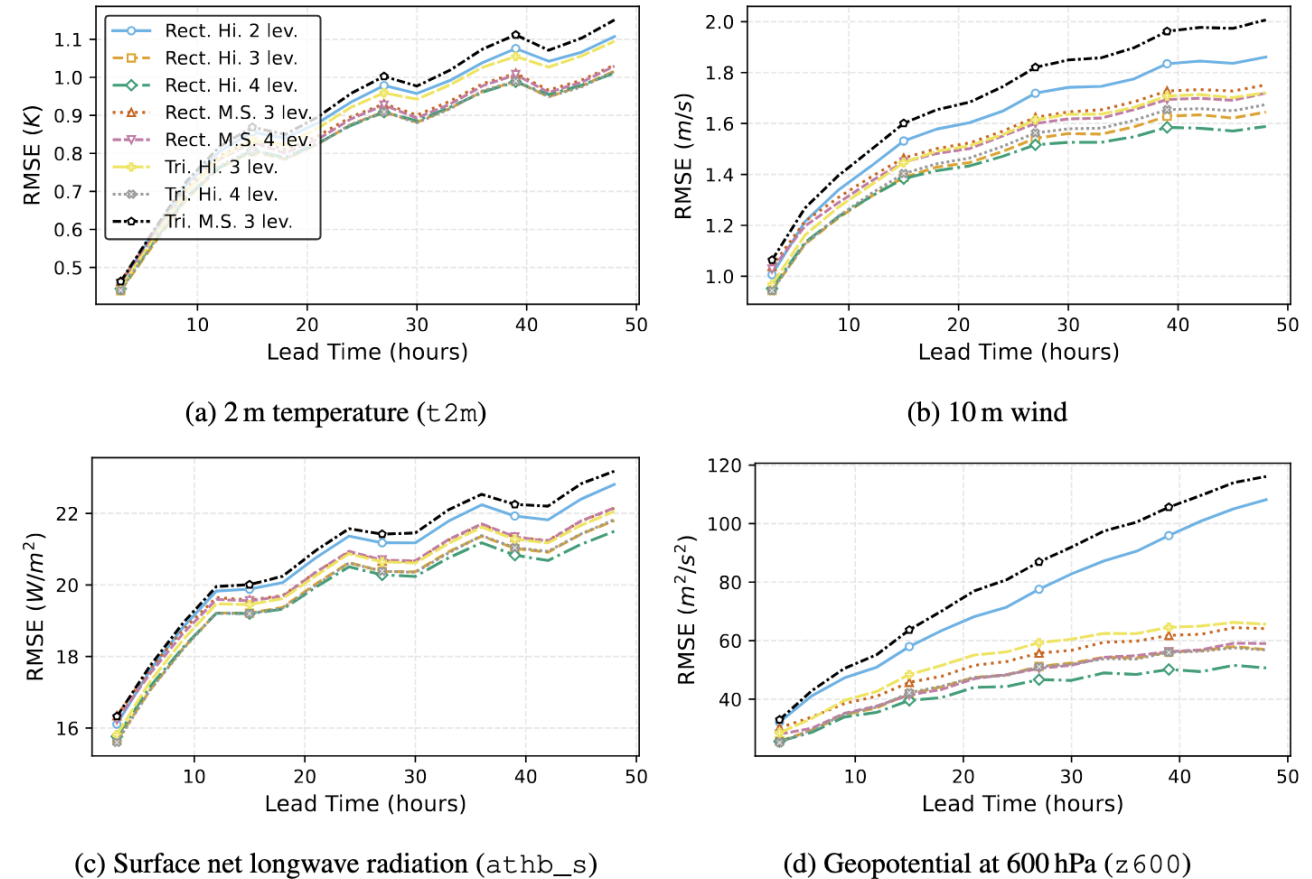 1.1
1.0
0.9
0.8
0.7
0.6
0.5
RMSE (K)
Rect. Hi. 2 lev.
Rect. Hi. 3 lev.
Rect. Hi. 4 lev.
Rect. M.S. 3 lev.
Rect. M.S. 4 lev.
Tri. Hi. 3 lev.
Tri. Hi. 4 lev.
Tri. M.S. 3 lev.
10 20 30 40 50
Lead Time (hours)
(a) 2 m temperature (t2m)
2.0
1.8
1.6
1.4
1.2
1.0
RMSE (m/s)
10 20 30 40 50
Lead Time (hours)
(b) 10 m wind
22
20
18
16
RMSE (W/m²)
10 20 30 40 50
Lead Time (hours)
(c) Surface net longwave radiation (athb_s)
120
100
80
60
40
RMSE (m²/s²)
10 20 30 40 50
Lead Time (hours)
(d) Geopotential at 600 hPa (z600)